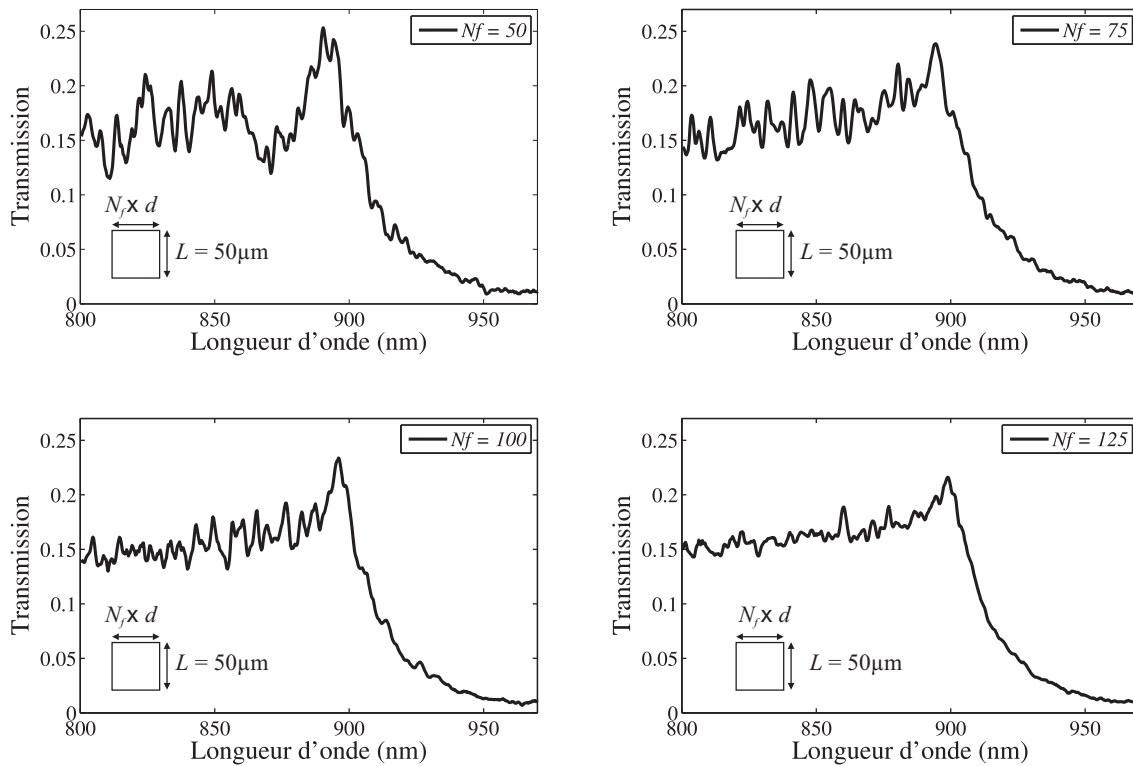 Nf = 50
0.25
0.2
0.15
0.1
0.05
0
Transmission
N_f x d
L = 50µm
800
850
900
950
Longueur d'onde (nm)
Nf = 75
0.25
0.2
0.15
0.1
0.05
0
Transmission
N_f x d
L = 50µm
800
850
900
950
Longueur d'onde (nm)
Nf = 100
0.25
0.2
0.15
0.1
0.05
0
Transmission
N_f x d
L = 50µm
800
850
900
950
Longueur d'onde (nm)
Nf = 125
0.25
0.2
0.15
0.1
0.05
0
Transmission
N_f x d
L = 50µm
800
850
900
950
Longueur d'onde (nm)